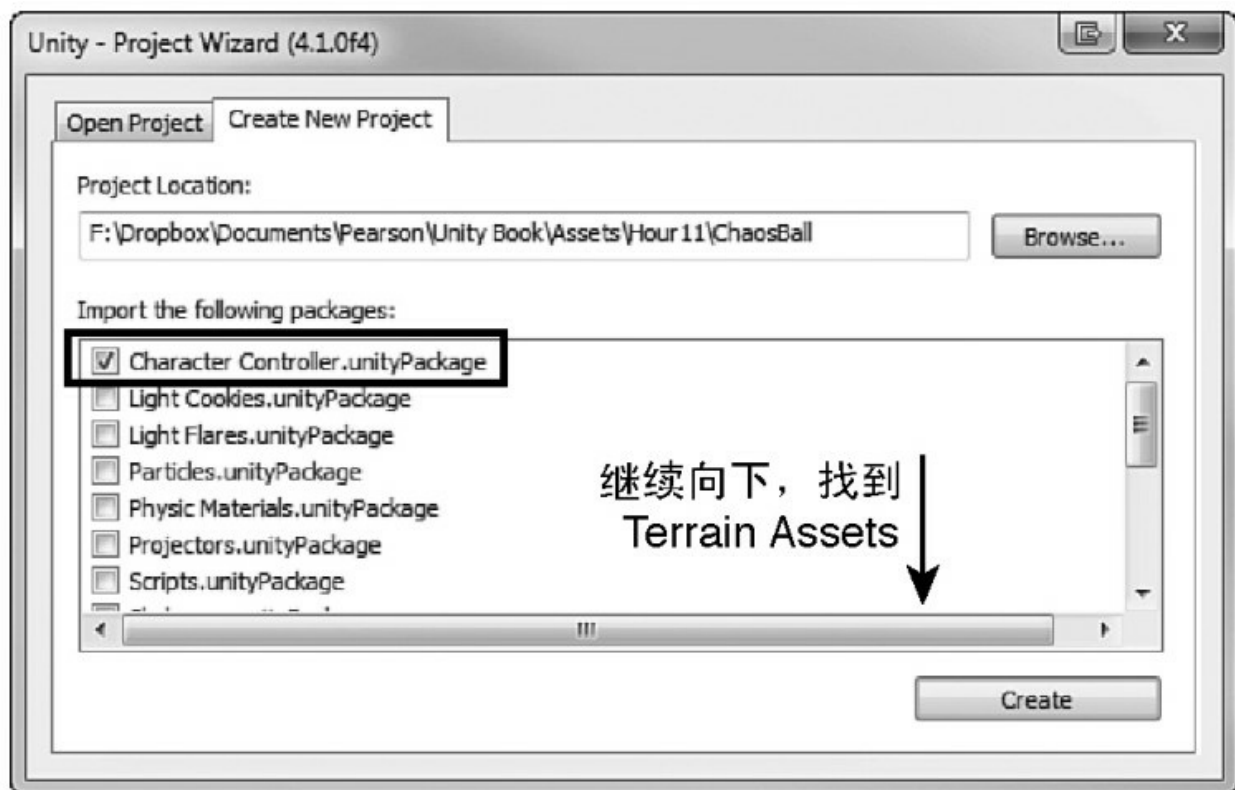 Unity - Project Wizard (4.1.0f4)
Open Project
Create New Project
Project Location:
F:\Dropbox\Documents\Pearson\Unity Book\Assets\Hour11\ChaosBall
Browse...
Import the following packages:
Character Controller.unityPackage
Light Cookies.unityPackage
Light Flares.unityPackage
Particles.unityPackage
Physic Materials.unityPackage
Projectors.unityPackage
Scripts.unityPackage
继续向下，找到
Terrain Assets
Create